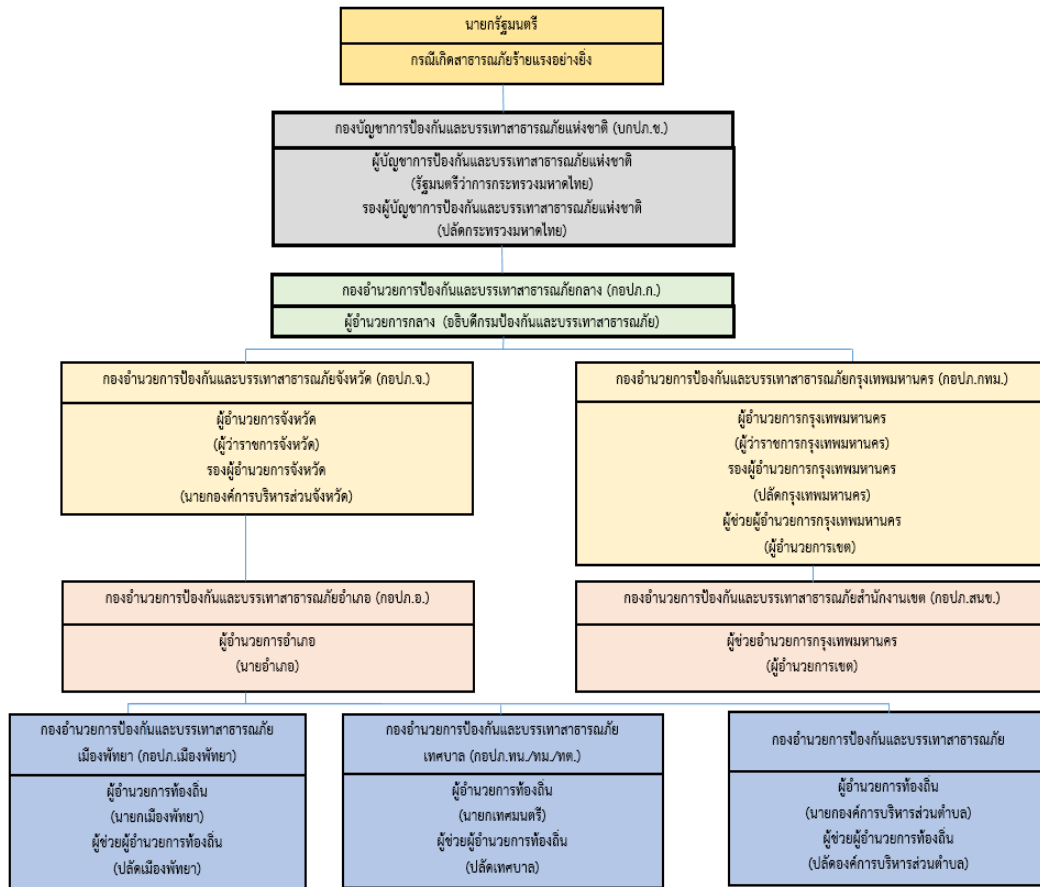 นายกรัฐมนตรี
กรณีเกิดสาธารณภัยร้ายแรงอย่างยิ่ง
กองบัญชาการป้องกันและบรรเทาสาธารณภัยแห่งชาติ (บกปภ.ช.)
ผู้บัญชาการป้องกันและบรรเทาสาธารณภัยแห่งชาติ
(รัฐมนตรีว่าการกระทรวงมหาดไทย)
รองผู้บัญชาการป้องกันและบรรเทาสาธารณภัยแห่งชาติ
(ปลัดกระทรวงมหาดไทย)
กองอำนวยการป้องกันและบรรเทาสาธารณภัยกลาง (กอปภ.ก.)
ผู้อำนวยการกลาง (อธิบดีกรมป้องกันและบรรเทาสาธารณภัย)
กองอำนวยการป้องกันและบรรเทาสาธารณภัยจังหวัด (กอปภ.จ.)
ผู้อำนวยการจังหวัด
(ผู้ว่าราชการจังหวัด)
รองผู้อำนวยการจังหวัด
(นายกองค์การบริหารส่วนจังหวัด)
กองอำนวยการป้องกันและบรรเทาสาธารณภัยกรุงเทพมหานคร (กอปภ.กทม.)
ผู้อำนวยการกรุงเทพมหานคร
(ผู้ว่าราชการกรุงเทพมหานคร)
รองผู้อำนวยการกรุงเทพมหานคร
(ปลัดกรุงเทพมหานคร)
ผู้ช่วยผู้อำนวยการกรุงเทพมหานคร
(ผู้อำนวยการเขต)
กองอำนวยการป้องกันและบรรเทาสาธารณภัยอำเภอ (กอปภ.อ.)
ผู้อำนวยการอำเภอ
(นายอำเภอ)
กองอำนวยการป้องกันและบรรเทาสาธารณภัยสำนักงานเขต (กอปภ.สนข.)
ผู้ช่วยอำนวยการกรุงเทพมหานคร
(ผู้อำนวยการเขต)
กองอำนวยการป้องกันและบรรเทาสาธารณภัย
เมืองพัทยา (กอปภ.เมืองพัทยา)
ผู้อำนวยการท้องถิ่น
(นายกเมืองพัทยา)
ผู้ช่วยผู้อำนวยการท้องถิ่น
(ปลัดเมืองพัทยา)
กองอำนวยการป้องกันและบรรเทาสาธารณภัย
เทศบาล (กอปภ.ทน./ทม./ทต.)
ผู้อำนวยการท้องถิ่น
(นายกเทศมนตรี)
ผู้ช่วยผู้อำนวยการท้องถิ่น
(ปลัดเทศบาล)
กองอำนวยการป้องกันและบรรเทาสาธารณภัย
ผู้อำนวยการท้องถิ่น
(นายกองค์การบริหารส่วนตำบล)
ผู้ช่วยผู้อำนวยการท้องถิ่น
(ปลัดองค์การบริหารส่วนตำบล)